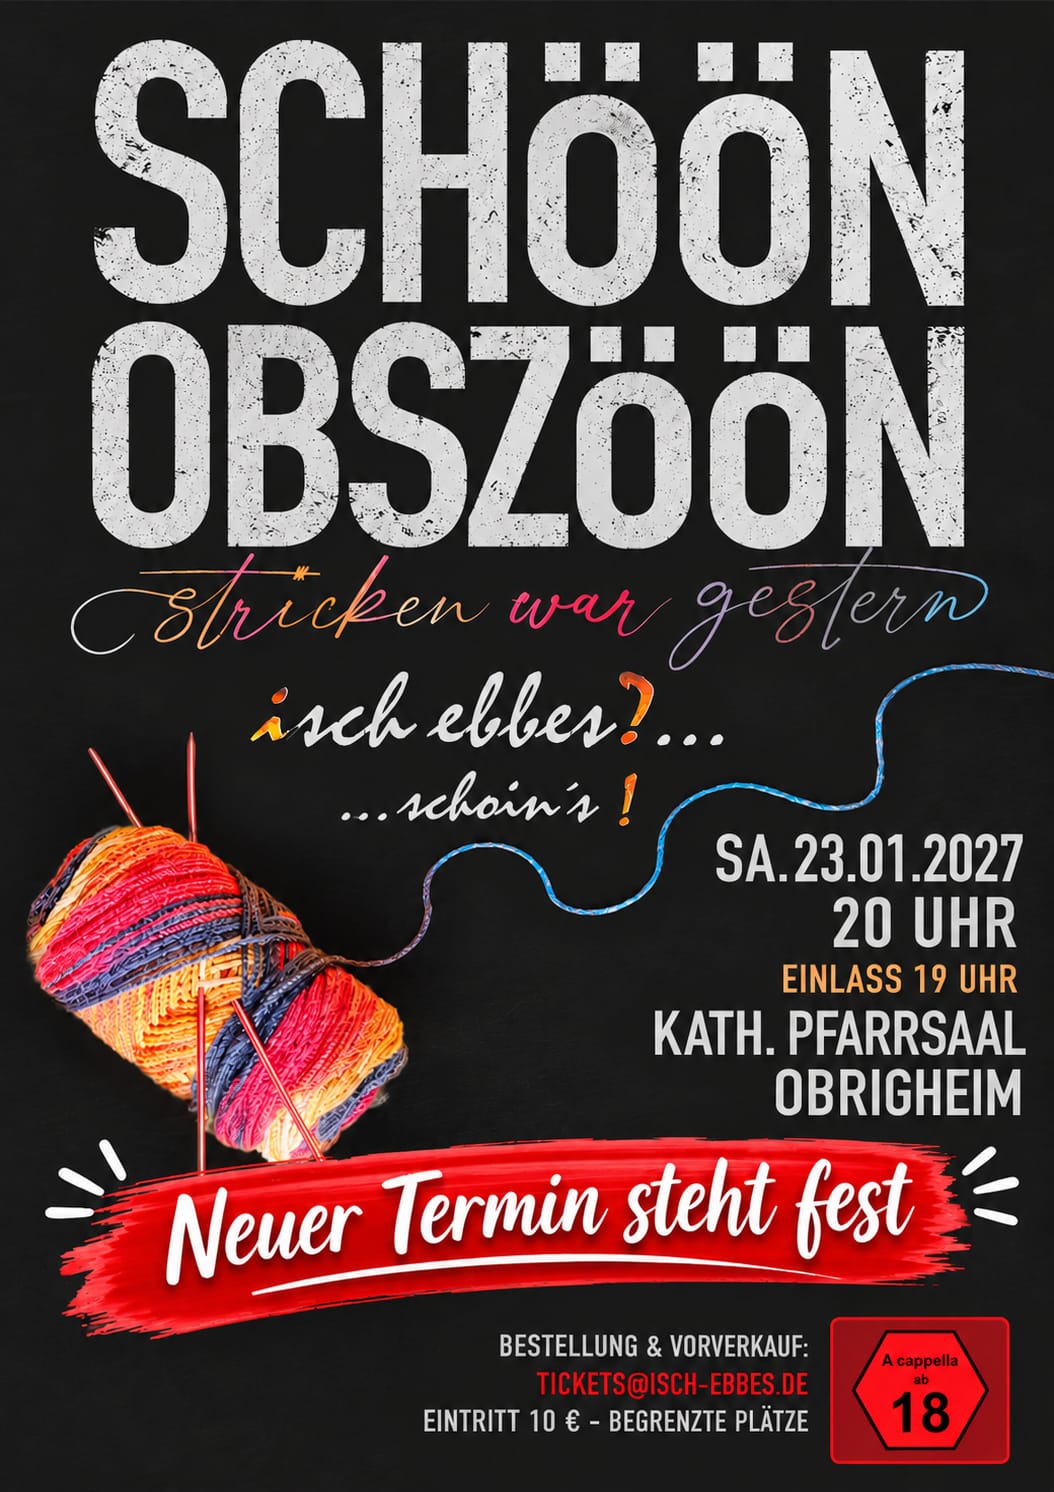 SCHÖÖN
OBSZÖÖN
stricken war gestern
isch ebbes?...
...schoin's!
SA.23.01.2027
20 UHR
EINLASS 19 UHR
KATH. PFARRSAAL
OBRIGHEIM
Neuer Termin steht fest
BESTELLUNG & VORVERKAUF:
TICKETS@ISCH-EBBES.DE
EINTRITT 10 € - BEGRENZTE PLÄTZE
A cappella
ab
18